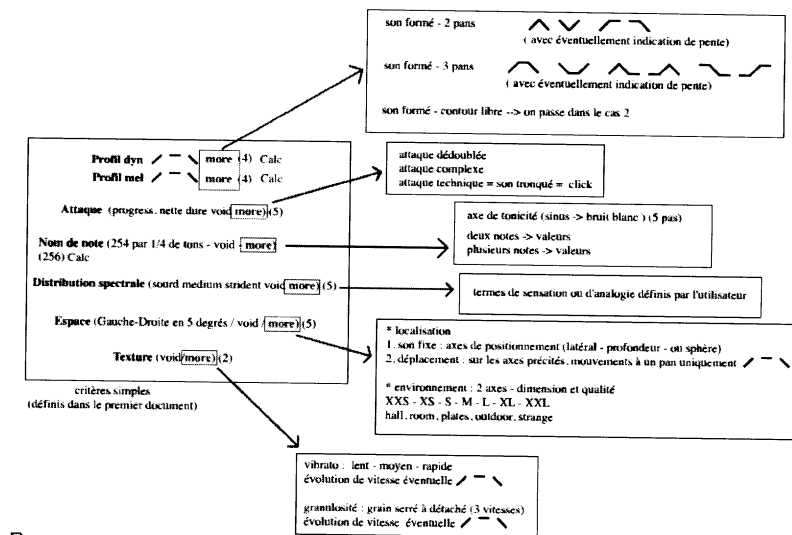 son formé - 2 pans
( avec éventuellement indication de pente)
son formé - 3 pans
( avec éventuellement indication de pente)
son formé - contour libre --> on passe dans le cas 2
Profil dyn more (4) Calc
Profil mel more (4) Calc
Attaque (progress. nette dure void more) (5)
Nom de note (254 par 1/4 de tons - void - more)
(256) Calc
Distribution spectrale (sourd medium strident void more) (5)
Espace (Gauche-Droite en 5 degrés / void / more) (5)
Texture (void/more) (2)
critères simples
(définis dans le premier document)
attaque dédoublée
attaque complexe
attaque technique = son tronqué = click
axe de tonicité (sinus -> bruit blanc ) (5 pas)
deux notes -> valeurs
plusieurs notes -> valeurs
termes de sensation ou d'analogie définis par l'utilisateur
* localisation
1. son fixe : axes de positionnement (latéral - profondeur - ou sphère)
2. déplacement : sur les axes précités, mouvements à un pan uniquement
* environnement : 2 axes - dimension et qualité
XXS - XS - S - M - L - XL - XXL
hall, room, plates, outdoor, strange
vibrato : lent - moyen - rapide
évolution de vitesse éventuelle
granulosité : grain serré à détaché (3 vitesses)
évolution de vitesse éventuelle